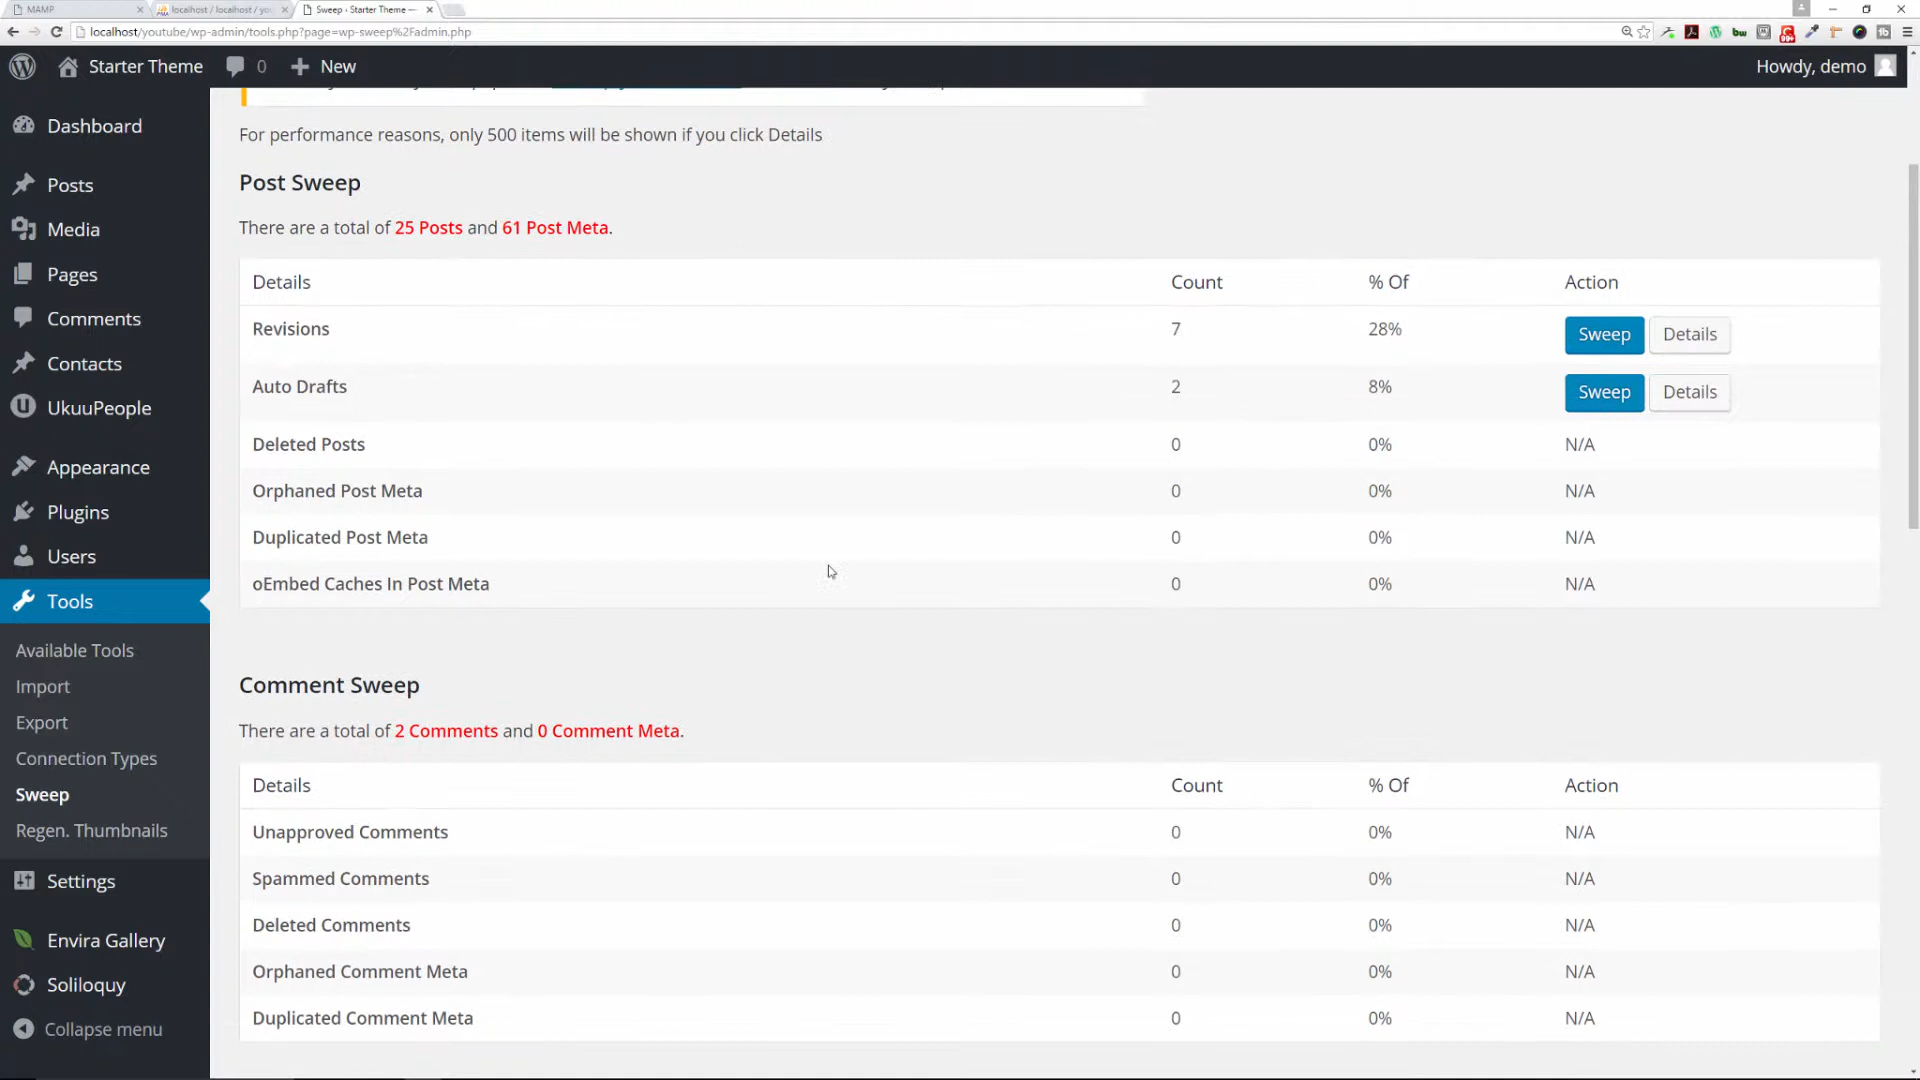 MAMP
localhost / localhost / yo
Sweep ‹ Starter Theme —
localhost/youtube/wp-admin/tools.php?page=wp-sweep%2Fadmin.php
Starter Theme
0
New
Howdy, demo
Dashboard
Posts
Media
Pages
Comments
Contacts
UkuuPeople
Appearance
Plugins
Users
Tools
Available Tools
Import
Export
Connection Types
Sweep
Regen. Thumbnails
Settings
Envira Gallery
Soliloquy
Collapse menu
For performance reasons, only 500 items will be shown if you click Details
Post Sweep
There are a total of 25 Posts and 61 Post Meta.
Details Count % Of Action
Revisions 7 28% Sweep Details
Auto Drafts 2 8% Sweep Details
Deleted Posts 0 0% N/A
Orphaned Post Meta 0 0% N/A
Duplicated Post Meta 0 0% N/A
oEmbed Caches In Post Meta 0 0% N/A
Comment Sweep
There are a total of 2 Comments and 0 Comment Meta.
Details Count % Of Action
Unapproved Comments 0 0% N/A
Spammed Comments 0 0% N/A
Deleted Comments 0 0% N/A
Orphaned Comment Meta 0 0% N/A
Duplicated Comment Meta 0 0% N/A